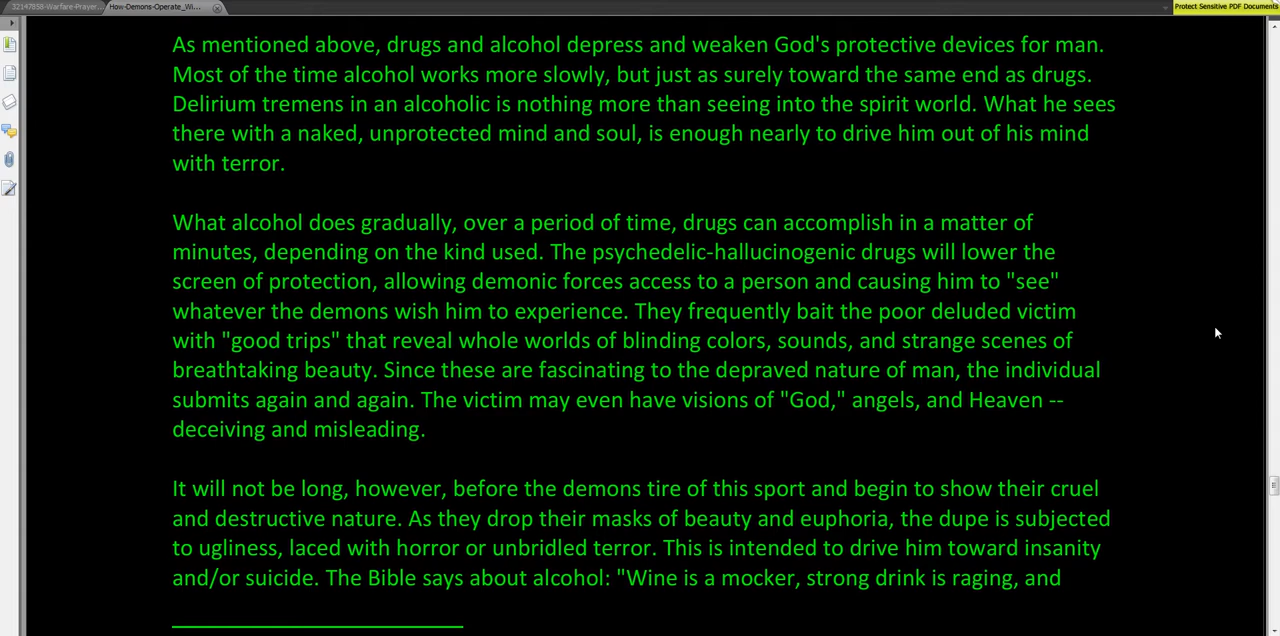 32147858-Warfare-Prayer...
How-Demons-Operate_Wi...
Protect Sensitive PDF Documents
As mentioned above, drugs and alcohol depress and weaken God's protective devices for man.
Most of the time alcohol works more slowly, but just as surely toward the same end as drugs.
Delirium tremens in an alcoholic is nothing more than seeing into the spirit world. What he sees
there with a naked, unprotected mind and soul, is enough nearly to drive him out of his mind
with terror.
What alcohol does gradually, over a period of time, drugs can accomplish in a matter of
minutes, depending on the kind used. The psychedelic-hallucinogenic drugs will lower the
screen of protection, allowing demonic forces access to a person and causing him to "see"
whatever the demons wish him to experience. They frequently bait the poor deluded victim
with "good trips" that reveal whole worlds of blinding colors, sounds, and strange scenes of
breathtaking beauty. Since these are fascinating to the depraved nature of man, the individual
submits again and again. The victim may even have visions of "God," angels, and Heaven --
deceiving and misleading.
It will not be long, however, before the demons tire of this sport and begin to show their cruel
and destructive nature. As they drop their masks of beauty and euphoria, the dupe is subjected
to ugliness, laced with horror or unbridled terror. This is intended to drive him toward insanity
and/or suicide. The Bible says about alcohol: "Wine is a mocker, strong drink is raging, and